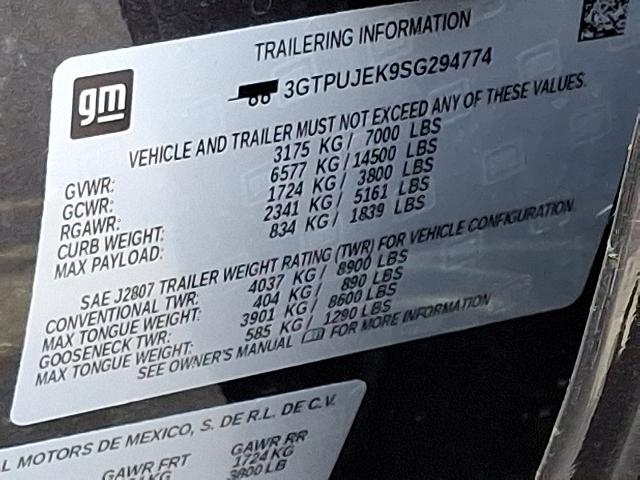 TRAILERING INFORMATION
gm
3GTPUJEK9SG294774
VEHICLE AND TRAILER MUST NOT EXCEED ANY OF THESE VALUES.
GVWR: 3175 KG / 7000 LBS
GCWR: 6577 KG / 14500 LBS
RGAWR: 1724 KG / 3800 LBS
CURB WEIGHT: 2341 KG / 5161 LBS
MAX PAYLOAD: 834 KG / 1839 LBS
SAE J2807 TRAILER WEIGHT RATING (TWR) FOR VEHICLE CONFIGURATION.
CONVENTIONAL TWR: 4037 KG / 8900 LBS
MAX TONGUE WEIGHT: 404 KG / 890 LBS
GOOSENECK TWR: 3901 KG / 8600 LBS
MAX TONGUE WEIGHT: 585 KG / 1290 LBS
SEE OWNER'S MANUAL FOR MORE INFORMATION
L MOTORS DE MEXICO, S. DE R.L. DE C.V.
GAWR FRT GAWR RR
KG 1724 KG
3800 LB